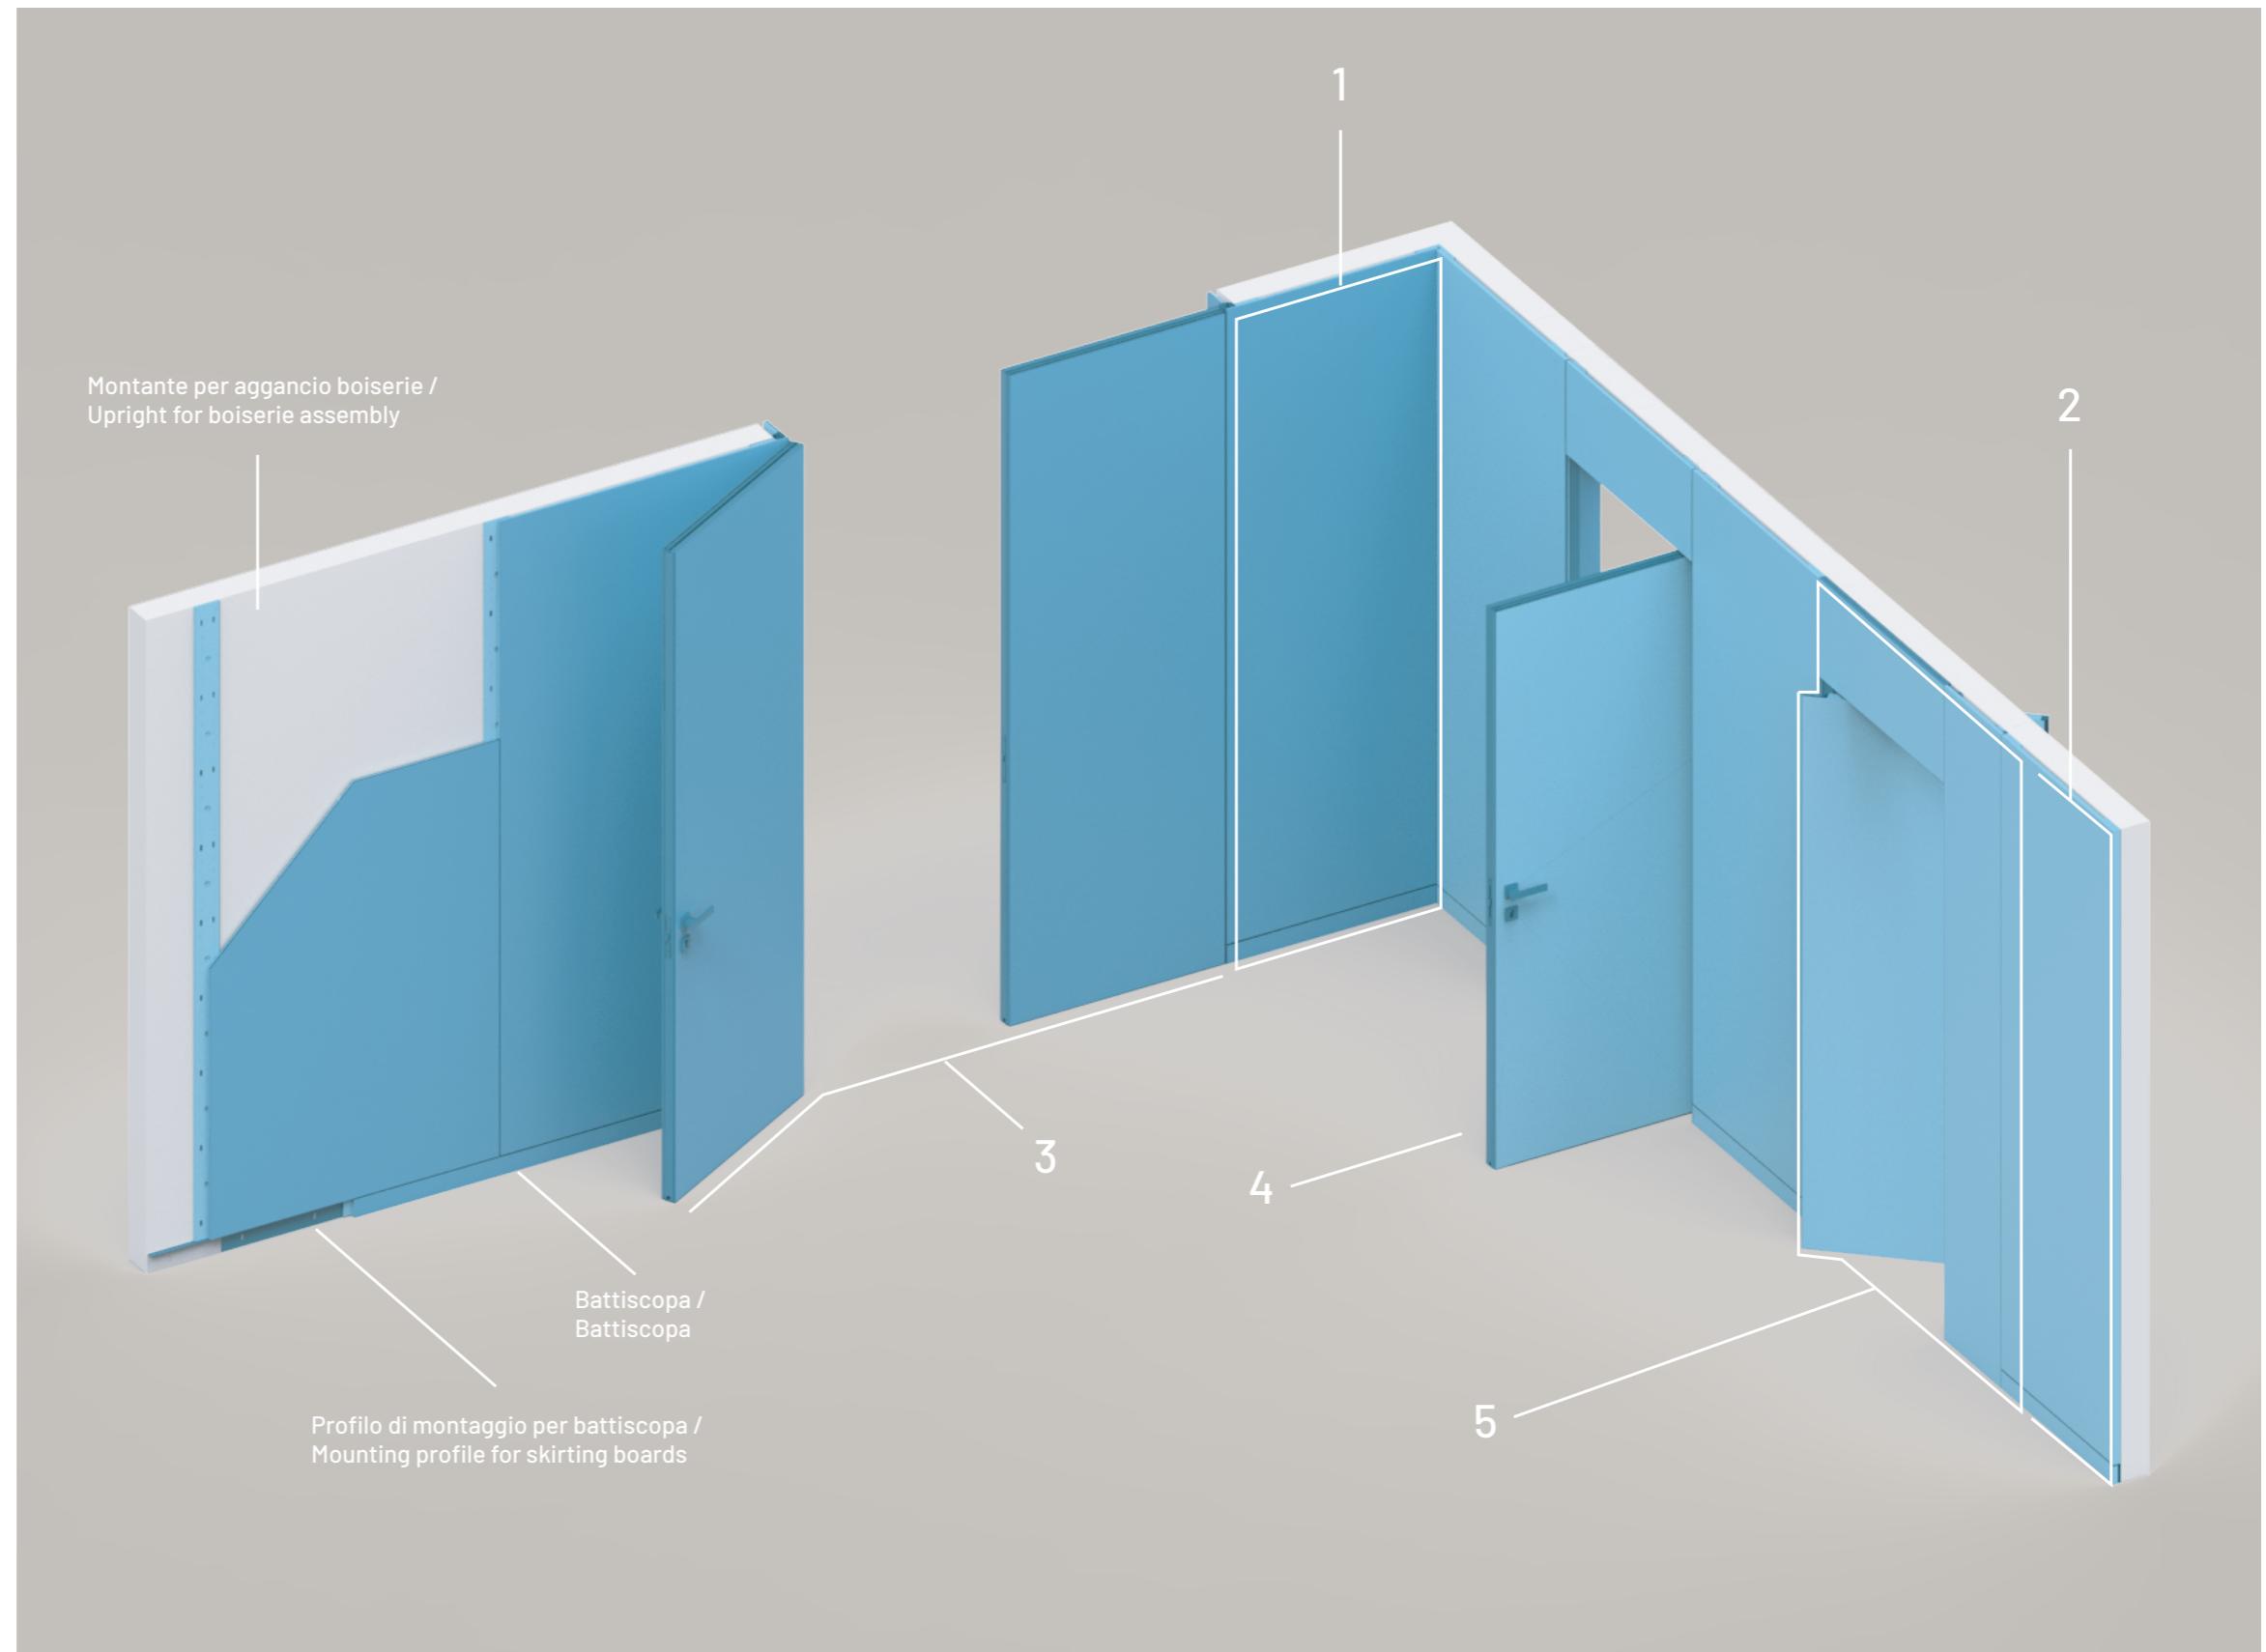 1
2
Montante per aggancio boiserie /
Upright for boiserie assembly
3
4
Battiscopa /
Battiscopa
5
Profilo di montaggio per battiscopa /
Mounting profile for skirting boards